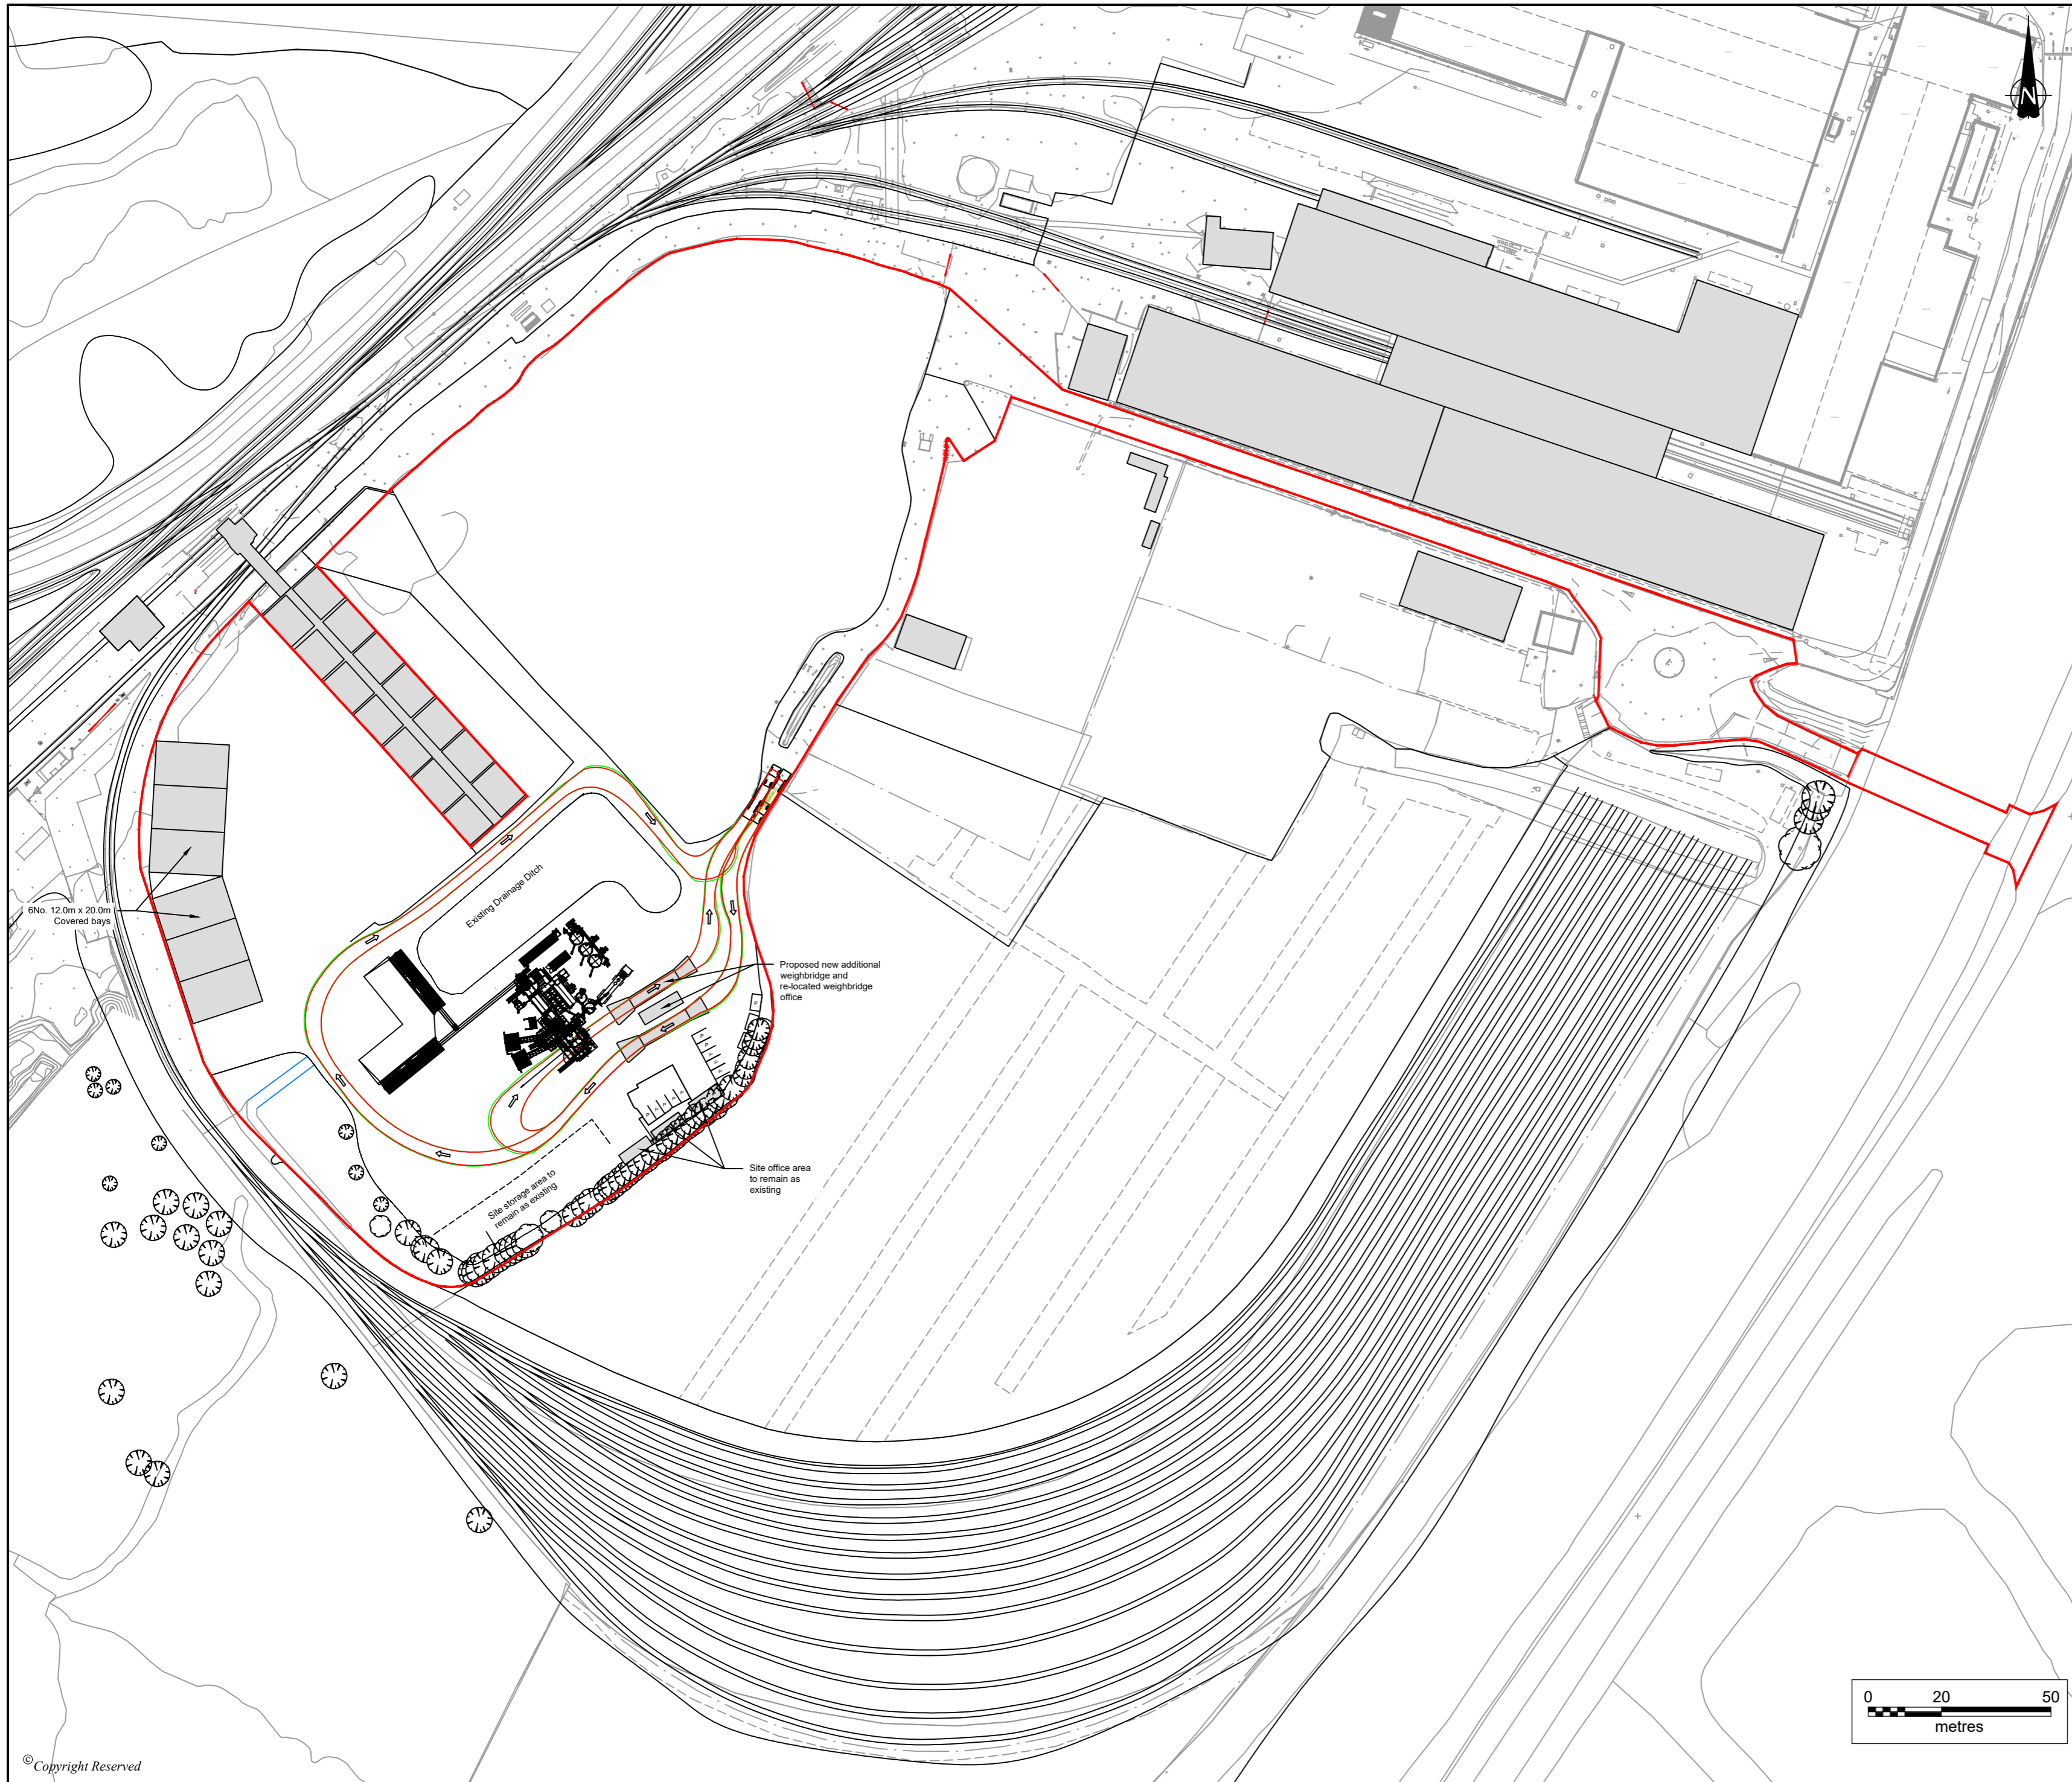 N
Existing Drainage Ditch
6No. 12.0m x 20.0m
Covered bays
Proposed new additional
weighbridge and
re-located weighbridge
office
Site office area
to remain as
existing
Site storage area to
remain as existing
0 20 50
metres
© Copyright Reserved